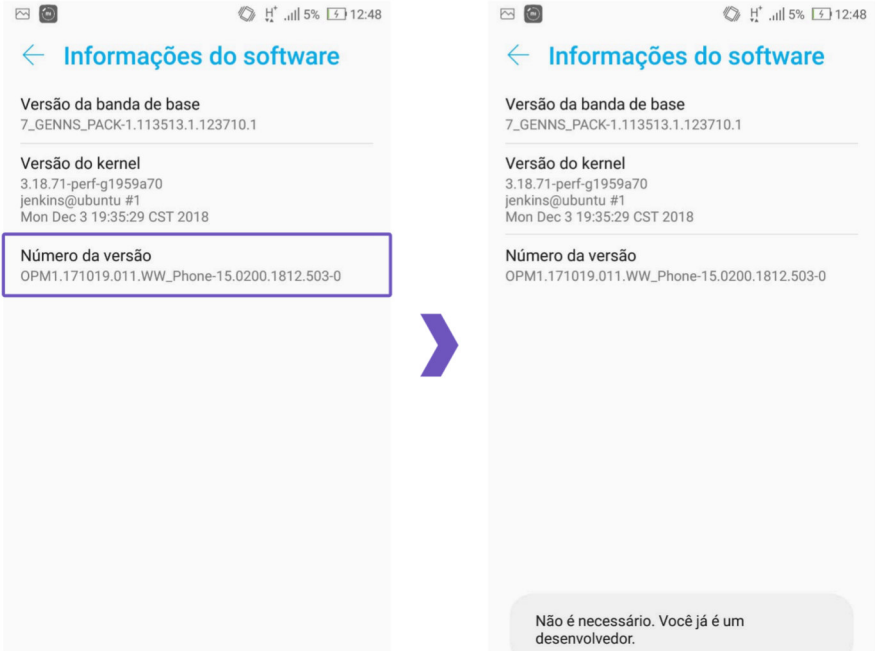 5% 12:48
Informações do software
Versão da banda de base
7_GENNS_PACK-1.113513.1.123710.1
Versão do kernel
3.18.71-perf-g1959a70
jenkins@ubuntu #1
Mon Dec 3 19:35:29 CST 2018
Número da versão
OPM1.171019.011.WW_Phone-15.0200.1812.503-0
H+ 5% 12:48
Informações do software
Versão da banda de base
7_GENNS_PACK-1.113513.1.123710.1
Versão do kernel
3.18.71-perf-g1959a70
jenkins@ubuntu #1
Mon Dec 3 19:35:29 CST 2018
Número da versão
OPM1.171019.011.WW_Phone-15.0200.1812.503-0
Não é necessário. Você já é um
desenvolvedor.